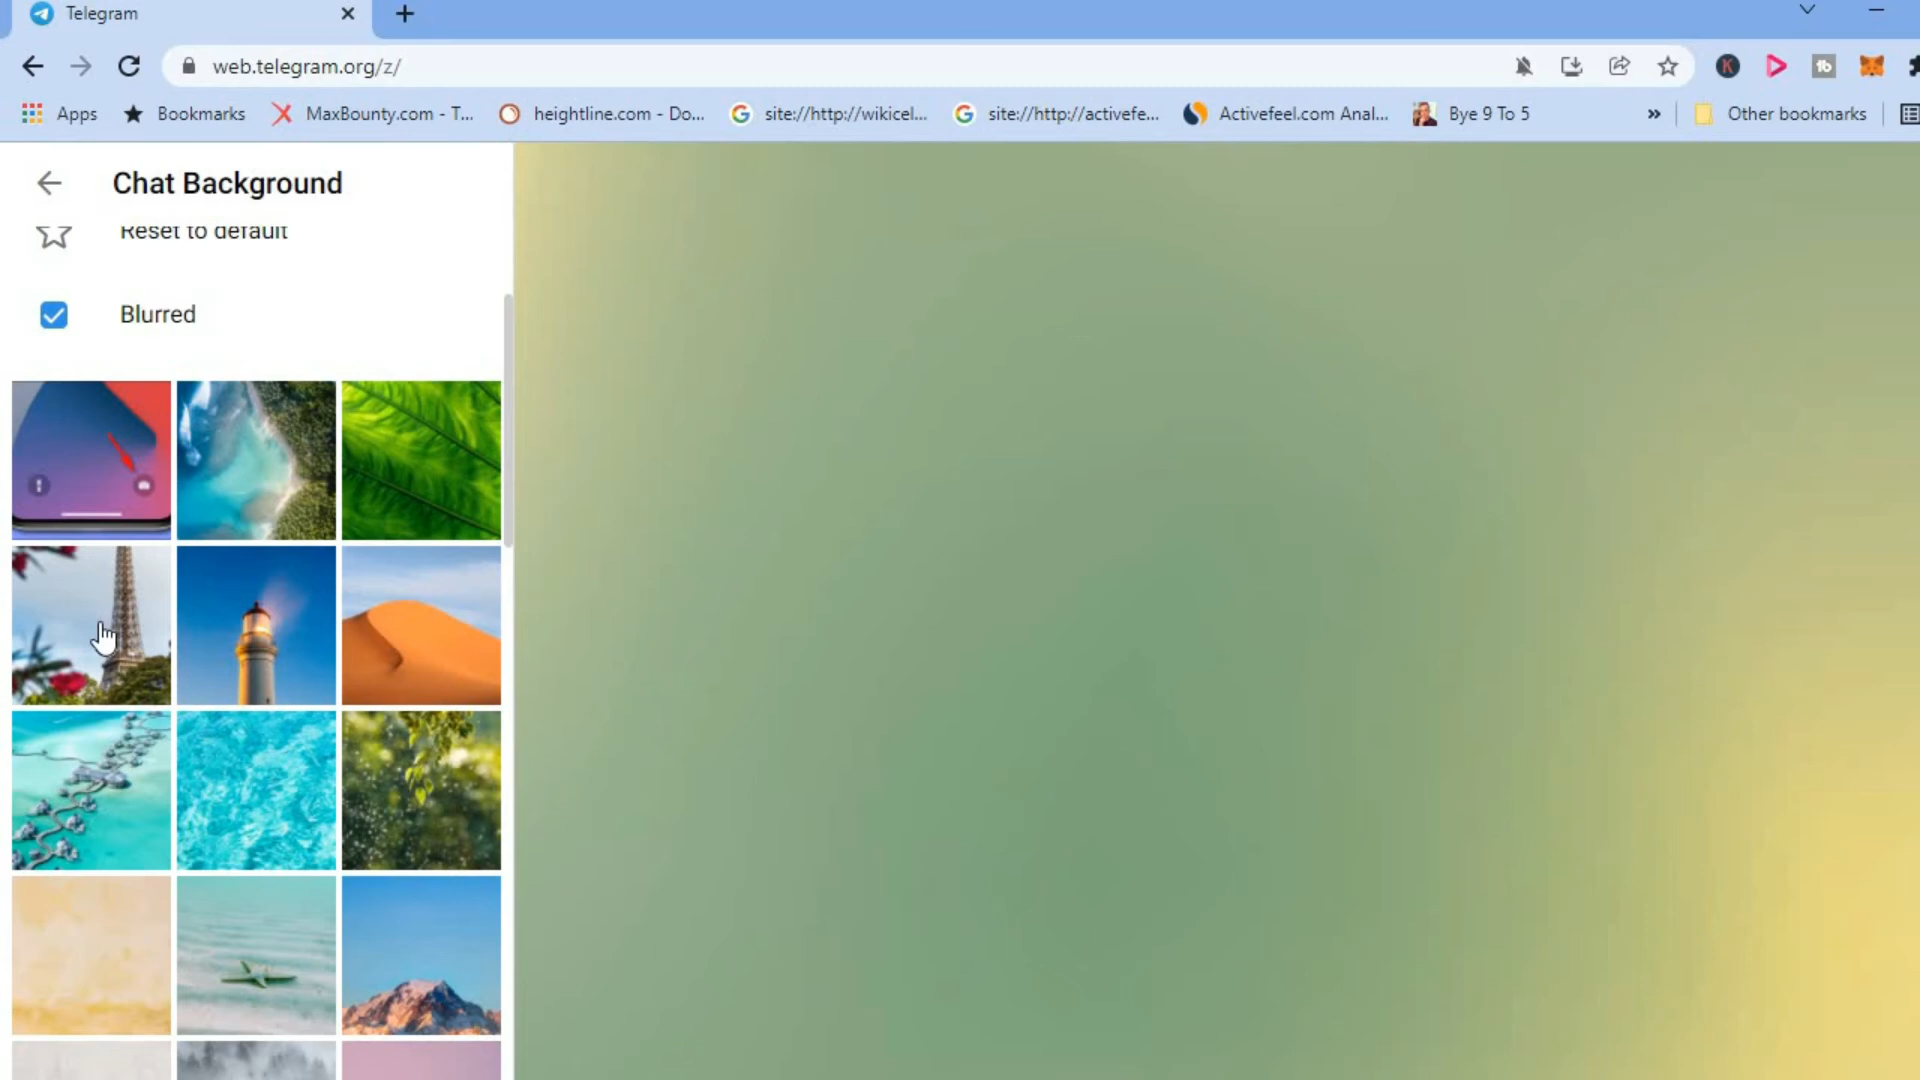 Telegram
web.telegram.org/z/
Apps
Bookmarks
MaxBounty.com - T...
heightline.com - Do...
site://http://wikicel...
site://http://activefe...
Activefeel.com Anal...
Bye 9 To 5
»
Other bookmarks
Chat Background
Reset to default
Blurred